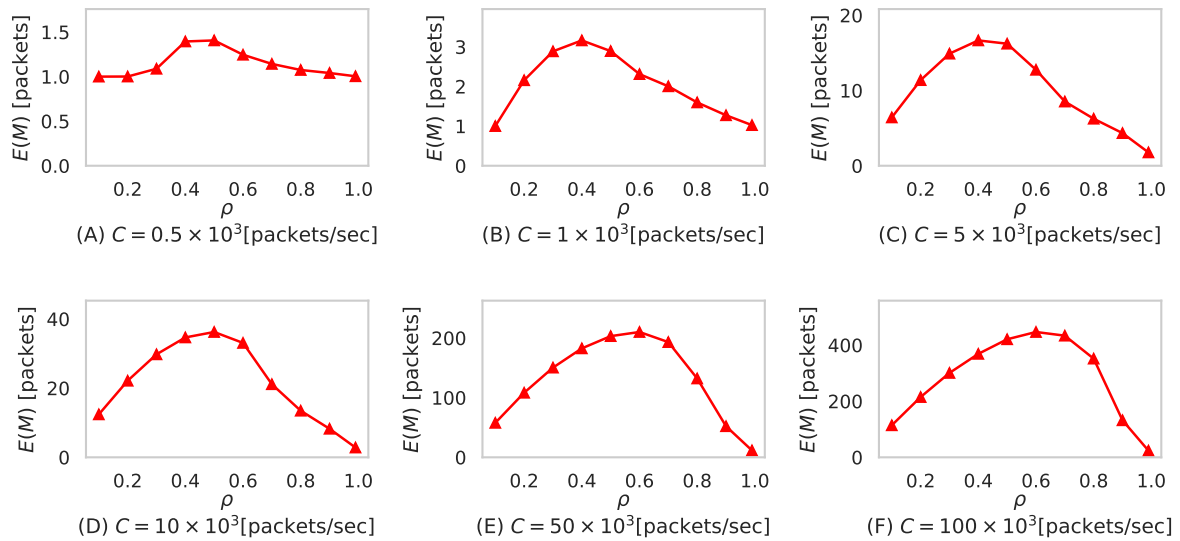 E(M) [packets]
1.5
1.0
0.5
0.0
0.2 0.4 0.6 0.8 1.0
ρ
(A) C = 0.5 × 10³[packets/sec]
E(M) [packets]
3
2
1
0
0.2 0.4 0.6 0.8 1.0
ρ
(B) C = 1 × 10³[packets/sec]
E(M) [packets]
20
10
0
0.2 0.4 0.6 0.8 1.0
ρ
(C) C = 5 × 10³[packets/sec]
E(M) [packets]
40
20
0
0.2 0.4 0.6 0.8 1.0
ρ
(D) C = 10 × 10³[packets/sec]
E(M) [packets]
200
100
0
0.2 0.4 0.6 0.8 1.0
ρ
(E) C = 50 × 10³[packets/sec]
E(M) [packets]
400
200
0
0.2 0.4 0.6 0.8 1.0
ρ
(F) C = 100 × 10³[packets/sec]